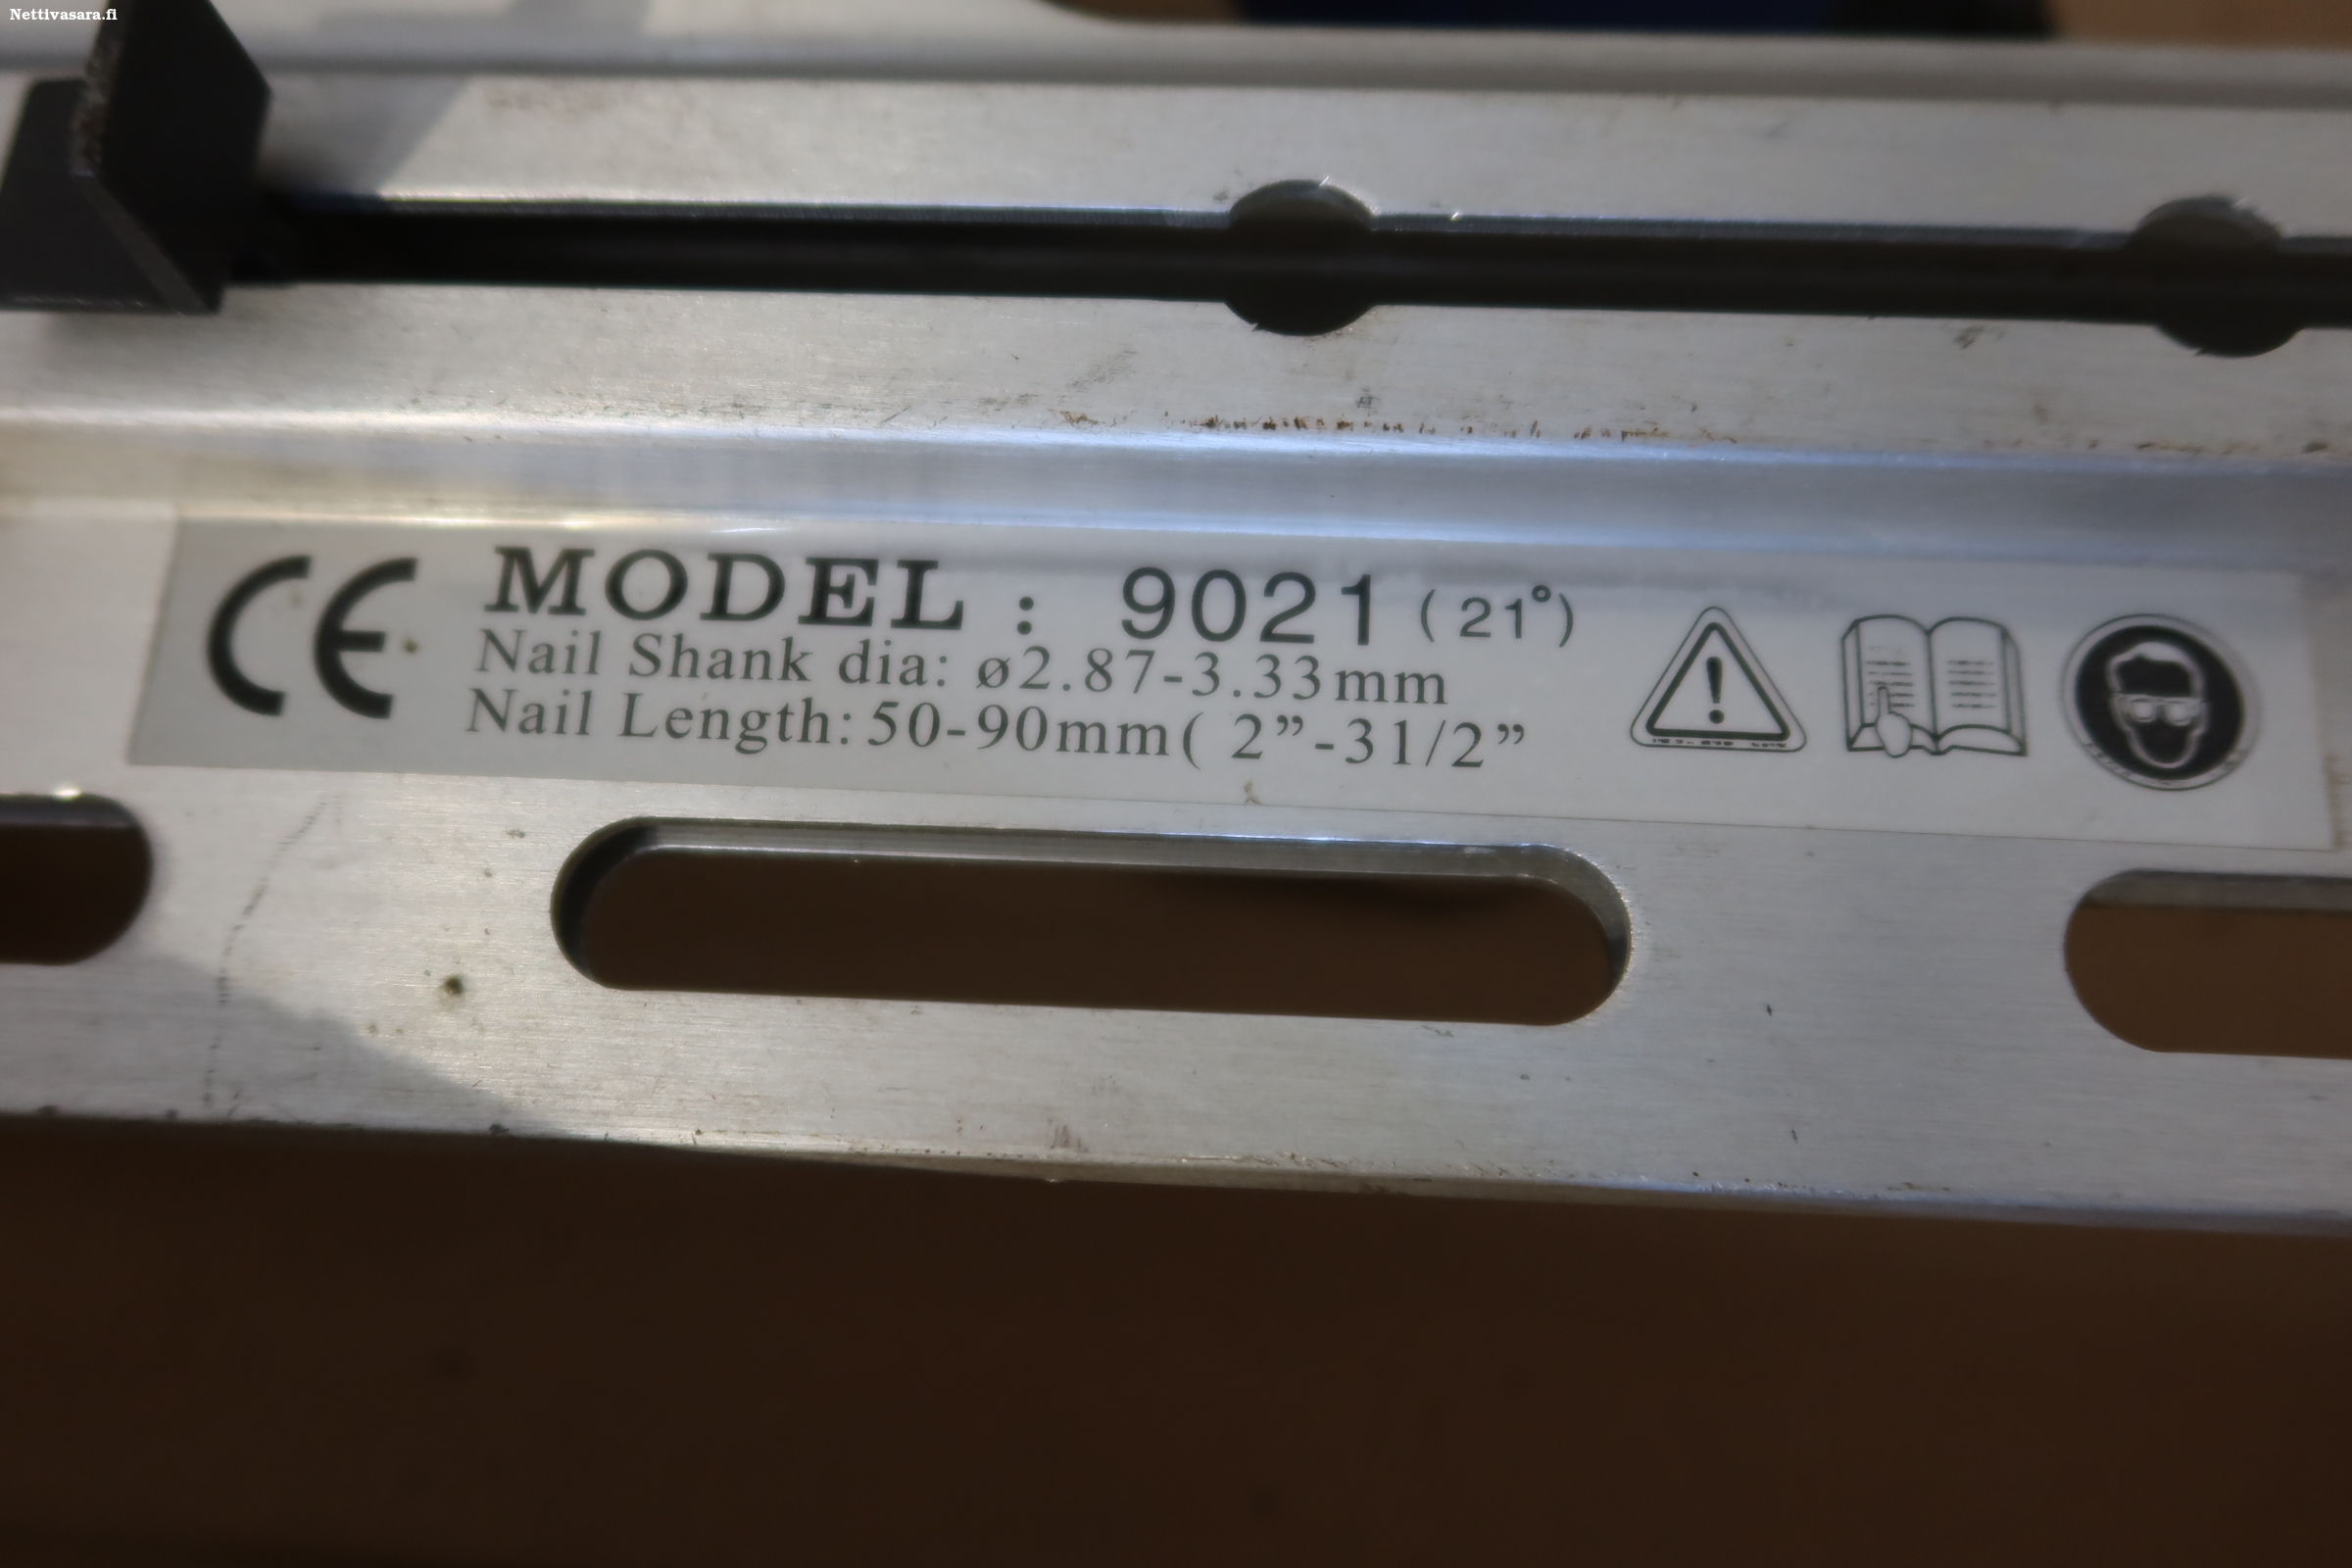 Nettivasara.fi
CE
MODEL : 9021 (21°)
Nail Shank dia: ø2.87-3.33mm
Nail Length: 50-90mm( 2”-31/2”